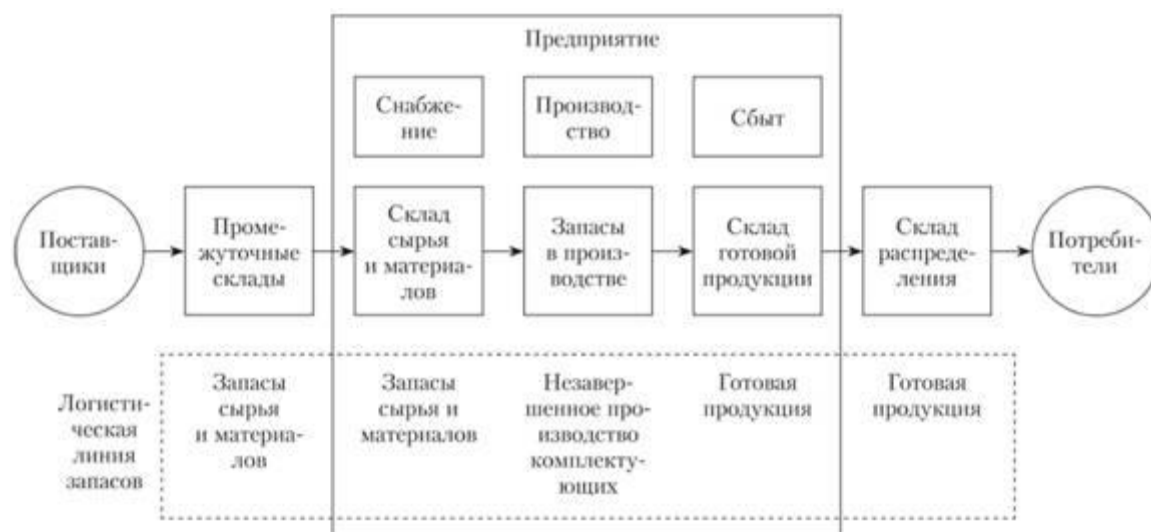 Предприятие
Снабже-
ние
Производ-
ство
Сбыт
Постав-
щики
Проме-
жуточные
склады
Склад
сырья
и материа-
лов
Запасы
в произ-
водстве
Склад
готовой
продукции
Склад
распреде-
ления
Потреби-
тели
Логисти-
ческая
линия
запасов
Запасы
сырья
и материа-
лов
Запасы
сырья и
материалов
Незавер-
шенное про-
изводство
комплекту-
ющих
Готовая
продукция
Готовая
продукция